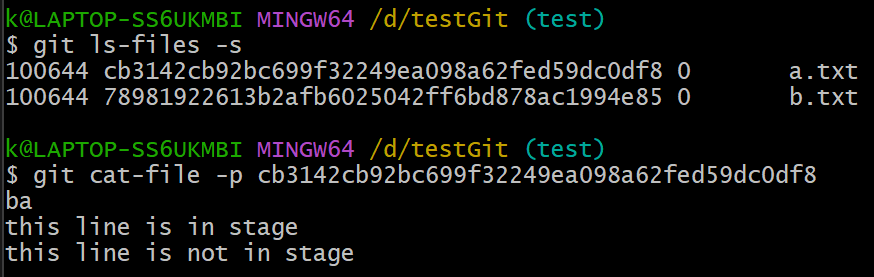 k@LAPTOP-SS6UKMBI MINGW64 /d/testGit (test)
$ git ls-files -s
100644 cb3142cb92bc699f32249ea098a62fed59dc0df8 0       a.txt
100644 78981922613b2afb6025042ff6bd878ac1994e85 0       b.txt
k@LAPTOP-SS6UKMBI MINGW64 /d/testGit (test)
$ git cat-file -p cb3142cb92bc699f32249ea098a62fed59dc0df8
ba
this line is in stage
this line is not in stage